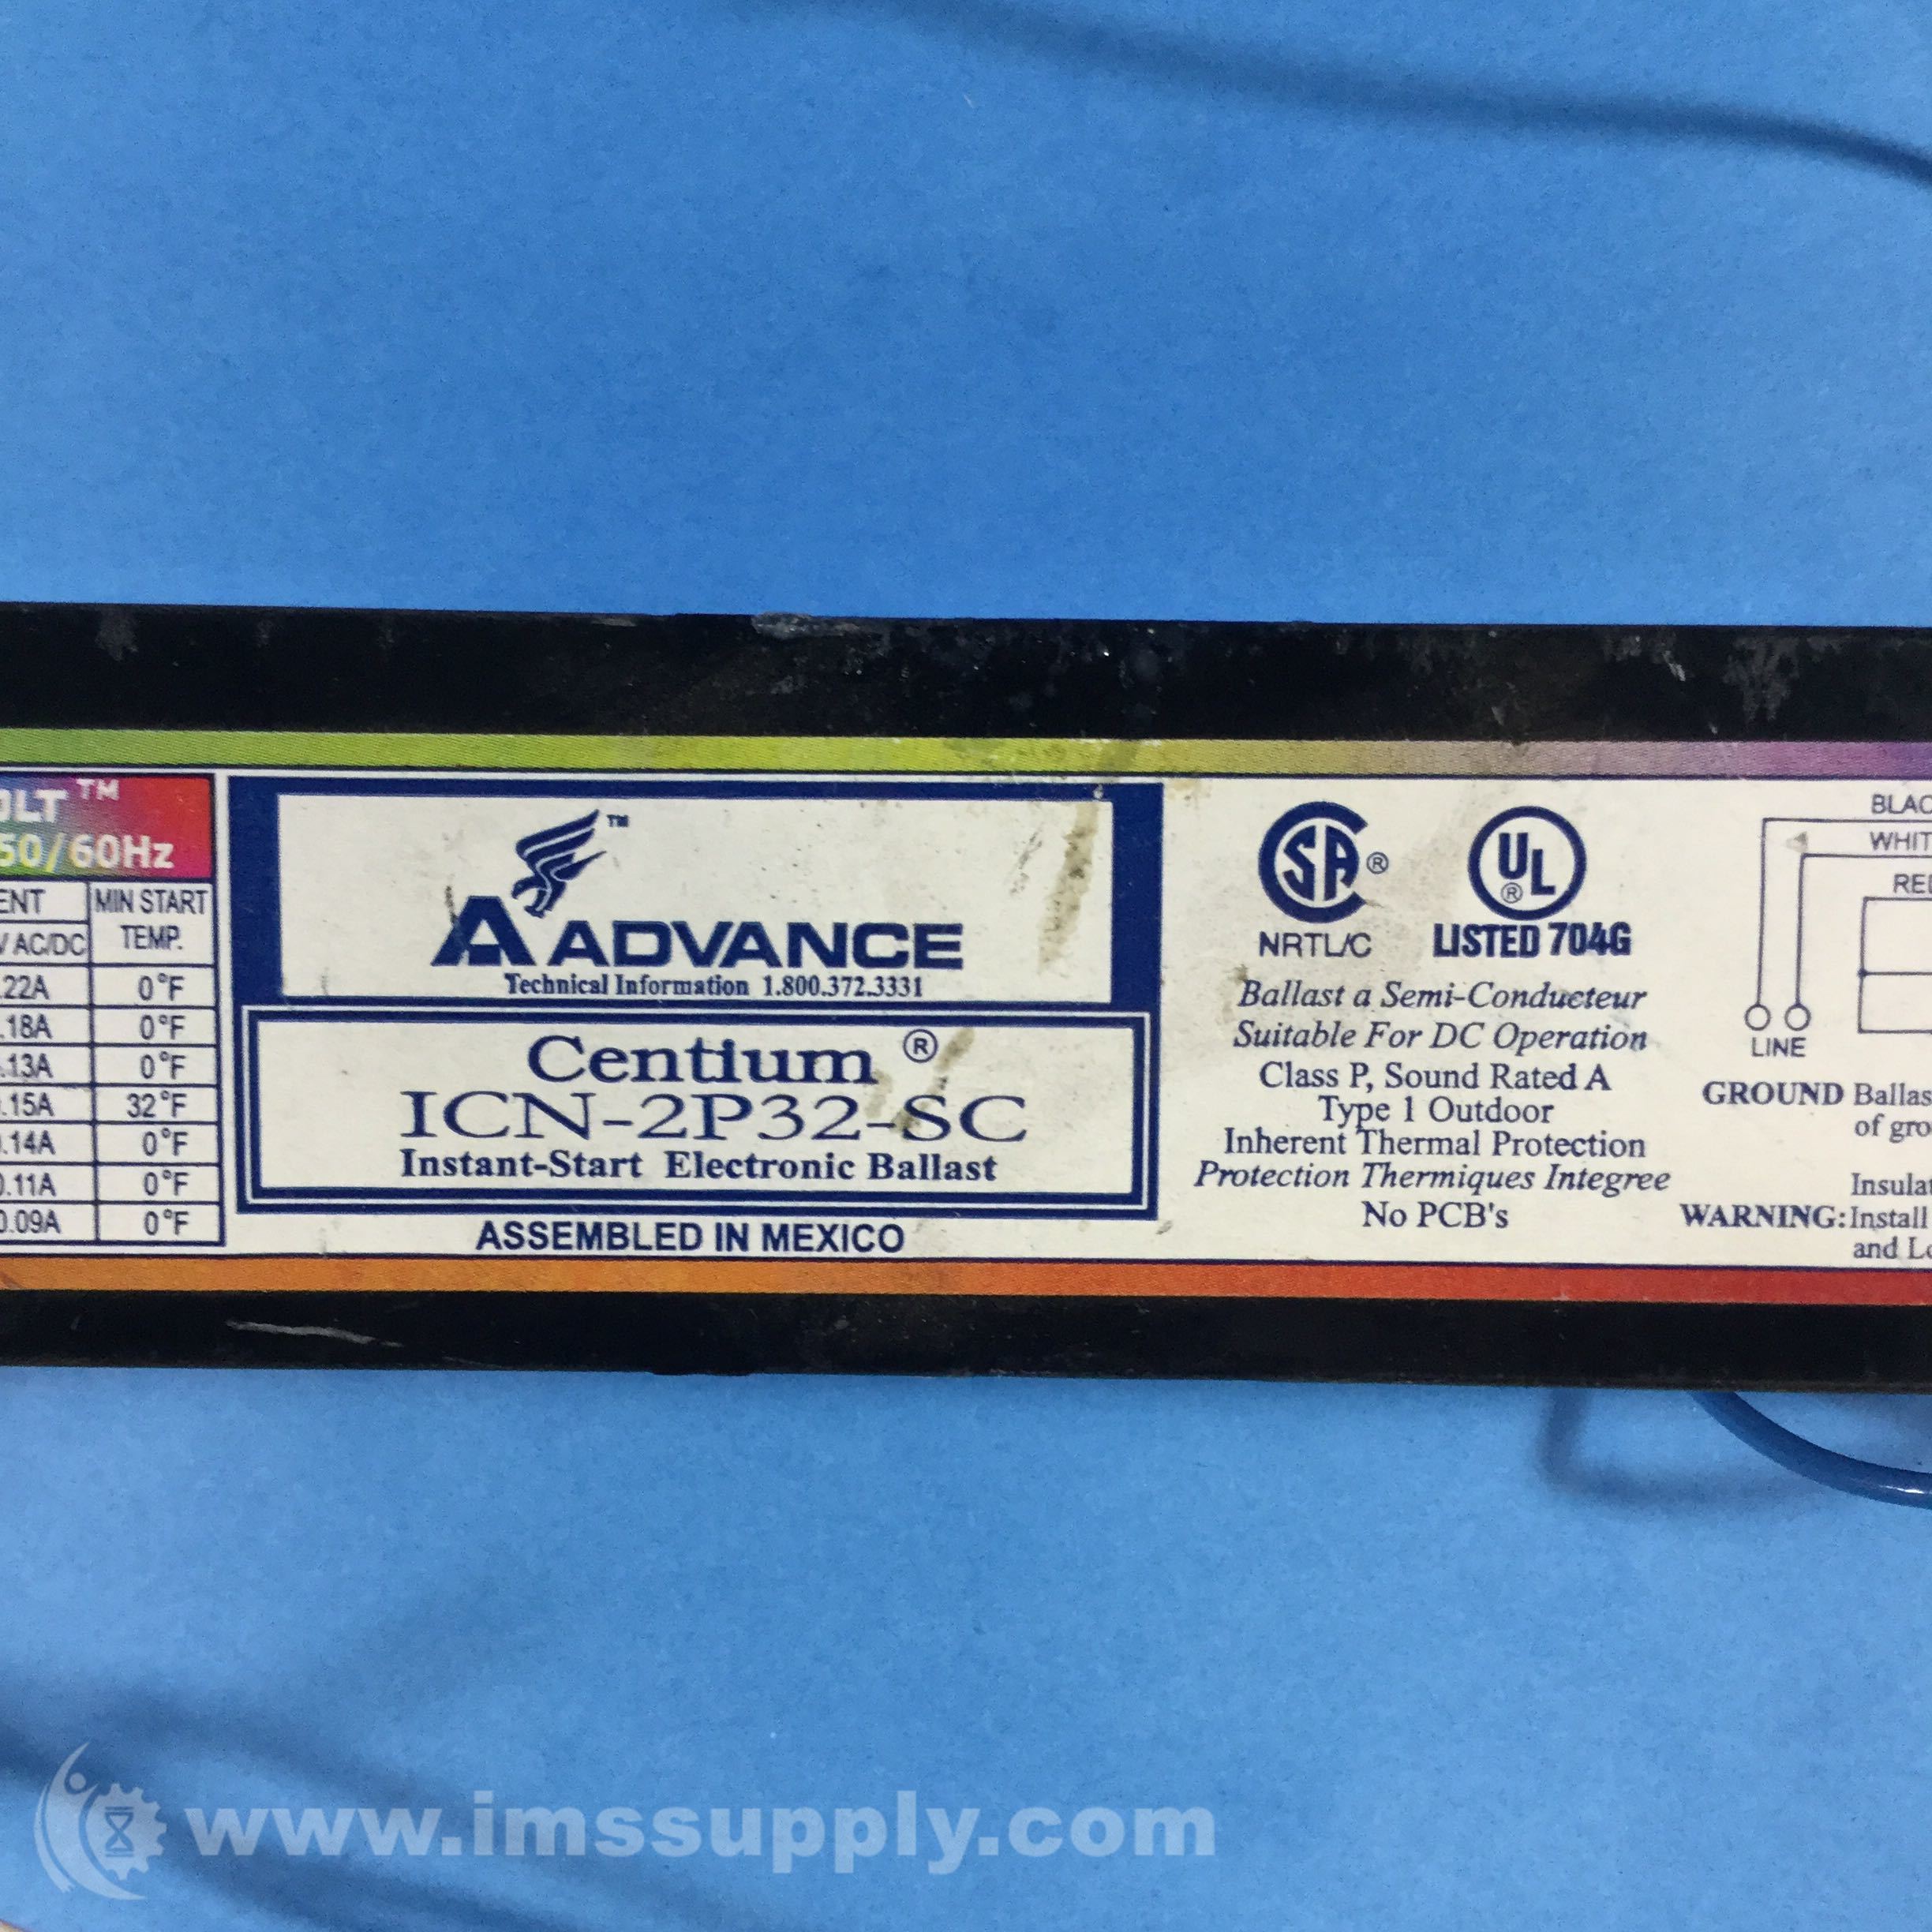 OLT™
50/60Hz
ENT MIN START
V AC/DC TEMP.
.22A 0°F
.18A 0°F
.13A 0°F
.15A 32°F
.14A 0°F
0.11A 0°F
0.09A 0°F
™
ADVANCE
Technical Information 1.800.372.3331
Centium®
ICN-2P32-SC
Instant-Start Electronic Ballast
ASSEMBLED IN MEXICO
SA® UL®
NRTL/C LISTED 704G
Ballast a Semi-Conducteur
Suitable For DC Operation
Class P, Sound Rated A
Type 1 Outdoor
Inherent Thermal Protection
Protection Thermiques Integree
No PCB's
BLAC
WHIT
RED
LINE
GROUND Ballas
of gro
Insulat
WARNING: Install
and Lo
www.imssupply.com